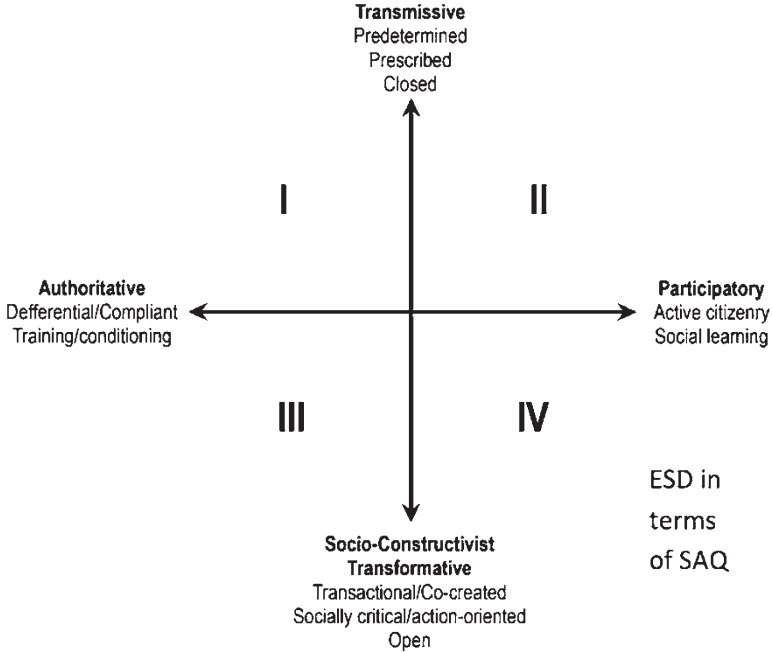 Transmissive
Predetermined
Prescribed
Closed
I
II
Authoritative
Defferential/Compliant
Training/conditioning
Participatory
Active citizenry
Social learning
III
IV
ESD in
terms
of SAQ
Socio-Constructivist
Transformative
Transactional/Co-created
Socially critical/action-oriented
Open